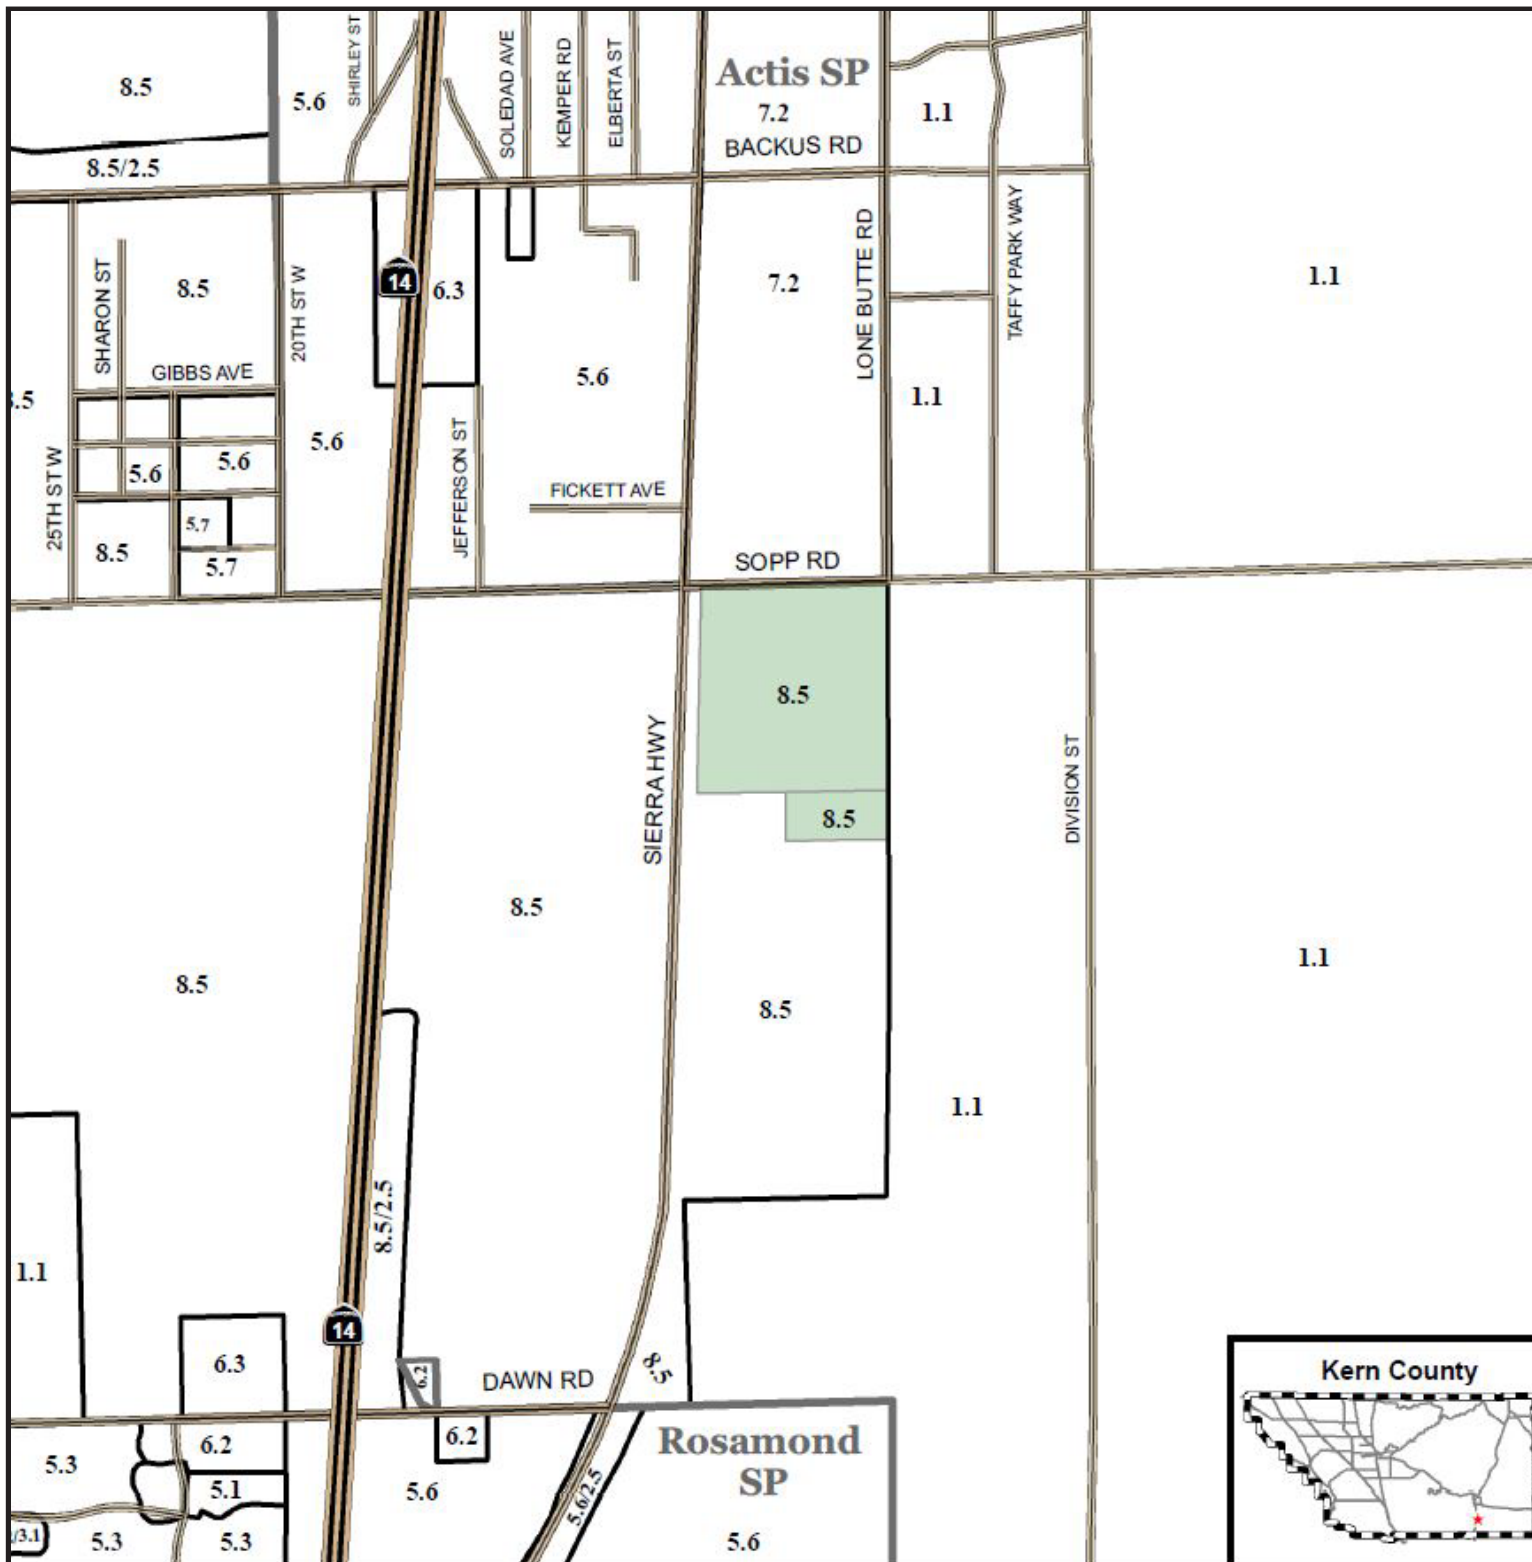 8.5
5.6
SHIRLEY ST
SOLEDAD AVE
KEMPER RD
ELBERTA ST
Actis SP
7.2
BACKUS RD
1.1
8.5/2.5
SHARON ST
8.5
20TH ST W
14
6.3
7.2
LONE BUTTE RD
TAFFY PARK WAY
1.1
GIBBS AVE
5.6
1.1
.5
5.6
25TH ST W
5.6
5.6
JEFFERSON ST
FICKETT AVE
5.7
8.5
5.7
SOPP RD
8.5
SIERRA HWY
DIVISION ST
8.5
8.5
8.5
8.5
1.1
1.1
8.5/2.5
1.1
14
6.3
6.2
DAWN RD
8.5
Kern County
6.2
6.2
Rosamond
SP
5.3
5.1
5.6
5.6/2.5
/3.1
5.3
5.3
5.6